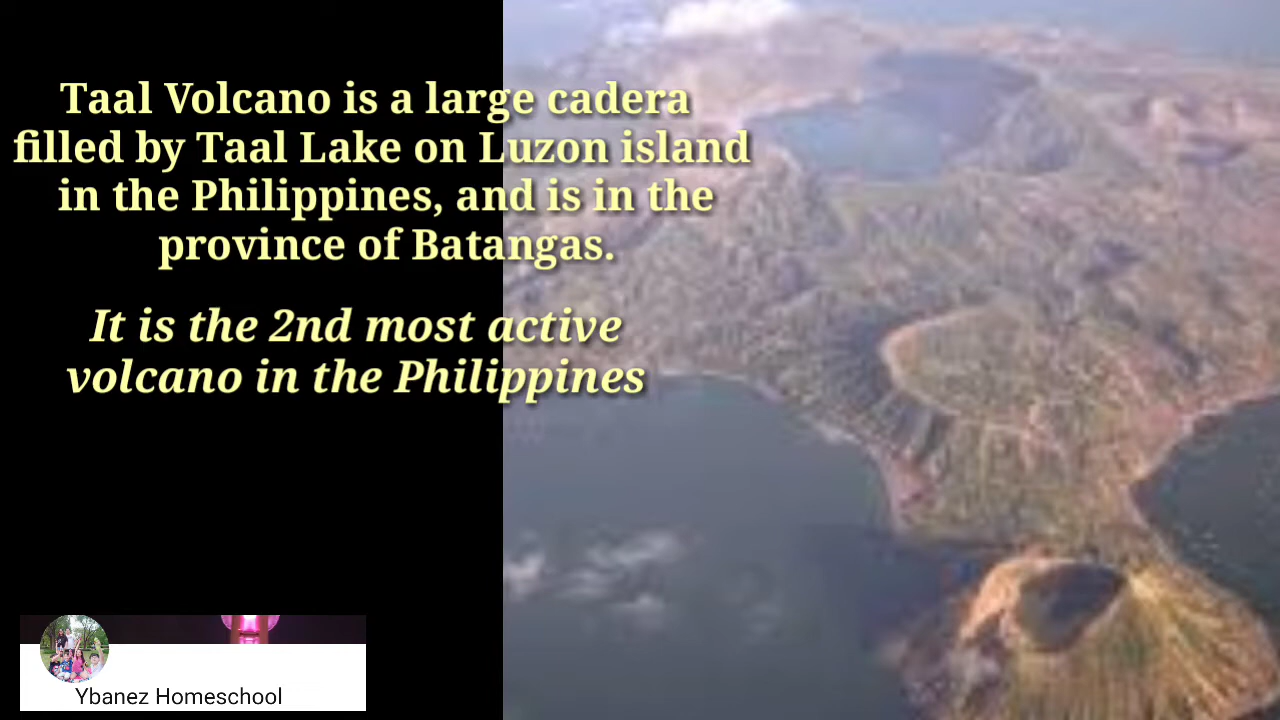 Taal Volcano is a large cadera
filled by Taal Lake on Luzon island
in the Philippines, and is in the
province of Batangas.
It is the 2nd most active
volcano in the Philippines
Ybanez Homeschool